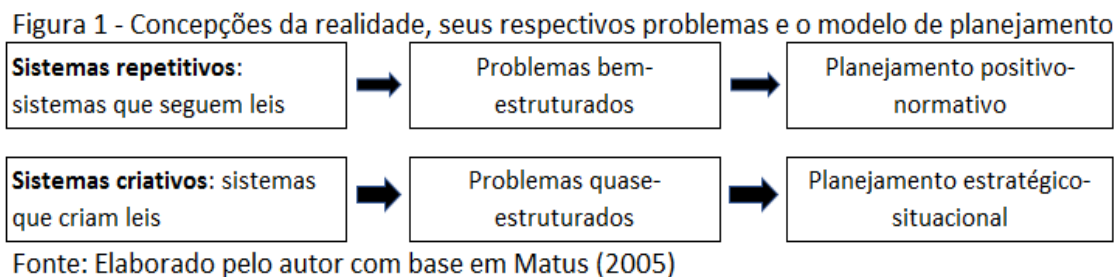 Figura 1 - Concepções da realidade, seus respectivos problemas e o modelo de planejamento
Sistemas repetitivos:
sistemas que seguem leis
Problemas bem-
estruturados
Planejamento positivo-
normativo
Sistemas criativos: sistemas
que criam leis
Problemas quase-
estruturados
Planejamento estratégico-
situacional
Fonte: Elaborado pelo autor com base em Matus (2005)